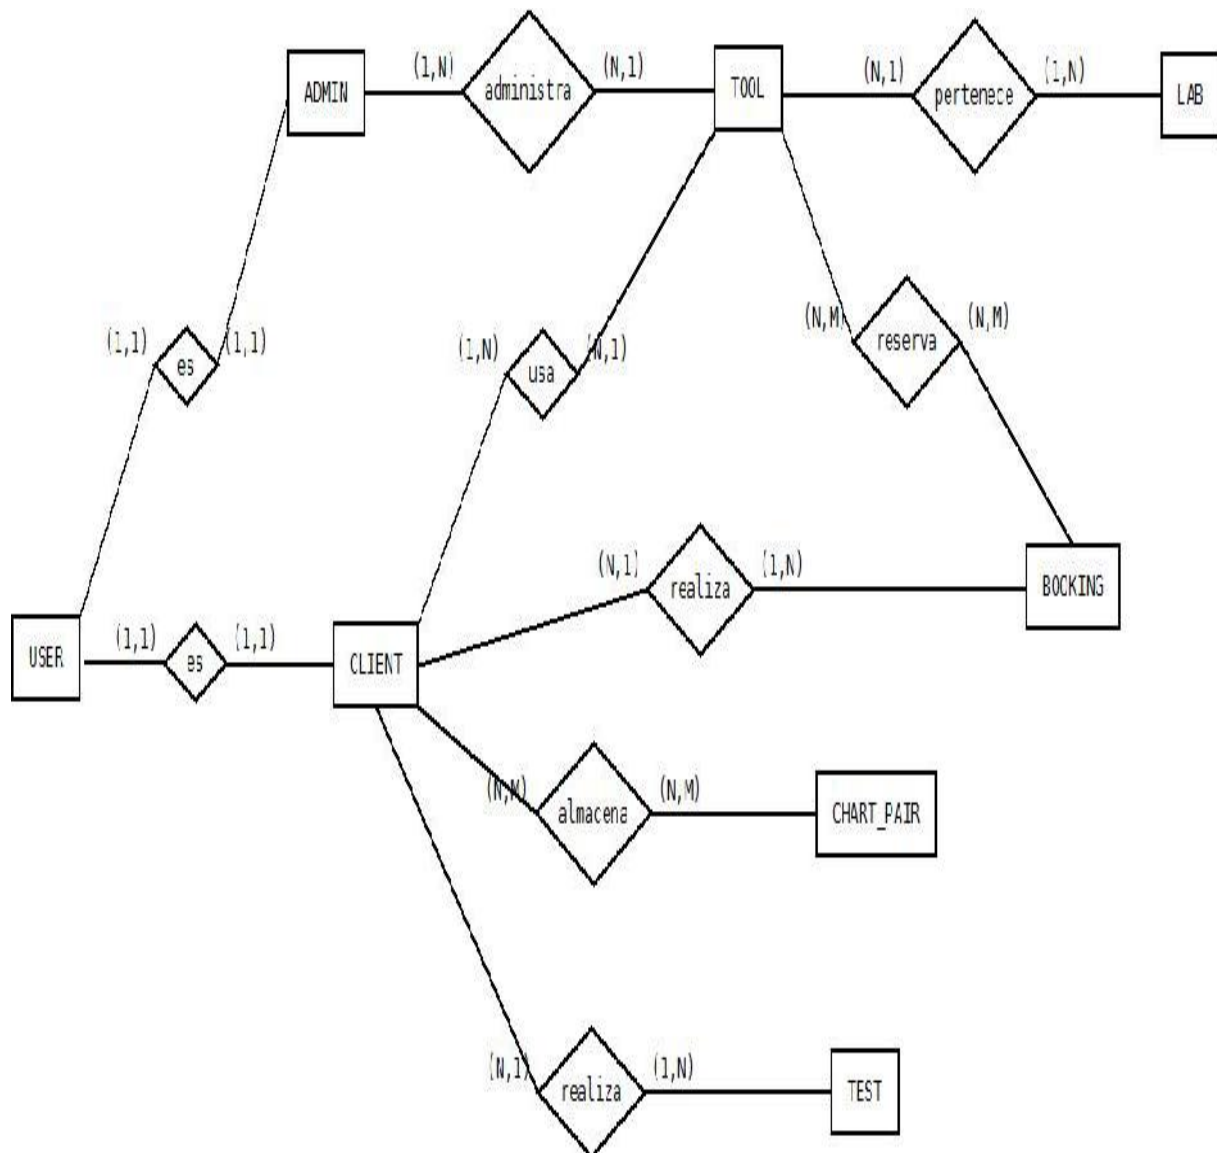 ADMIN
(1,N)
administra
(N,1)
TOOL
(N,1)
pertenece
(1,N)
LAB
(1,1)
es
(1,1)
(1,N)
usa
(N,1)
(N,M)
reserva
(N,M)
(N,1)
realiza
(1,N)
BOCKING
USER
(1,1)
es
(1,1)
CLIENT
(N,M)
almacena
(N,M)
CHART_PAIR
(N,1)
realiza
(1,N)
TEST